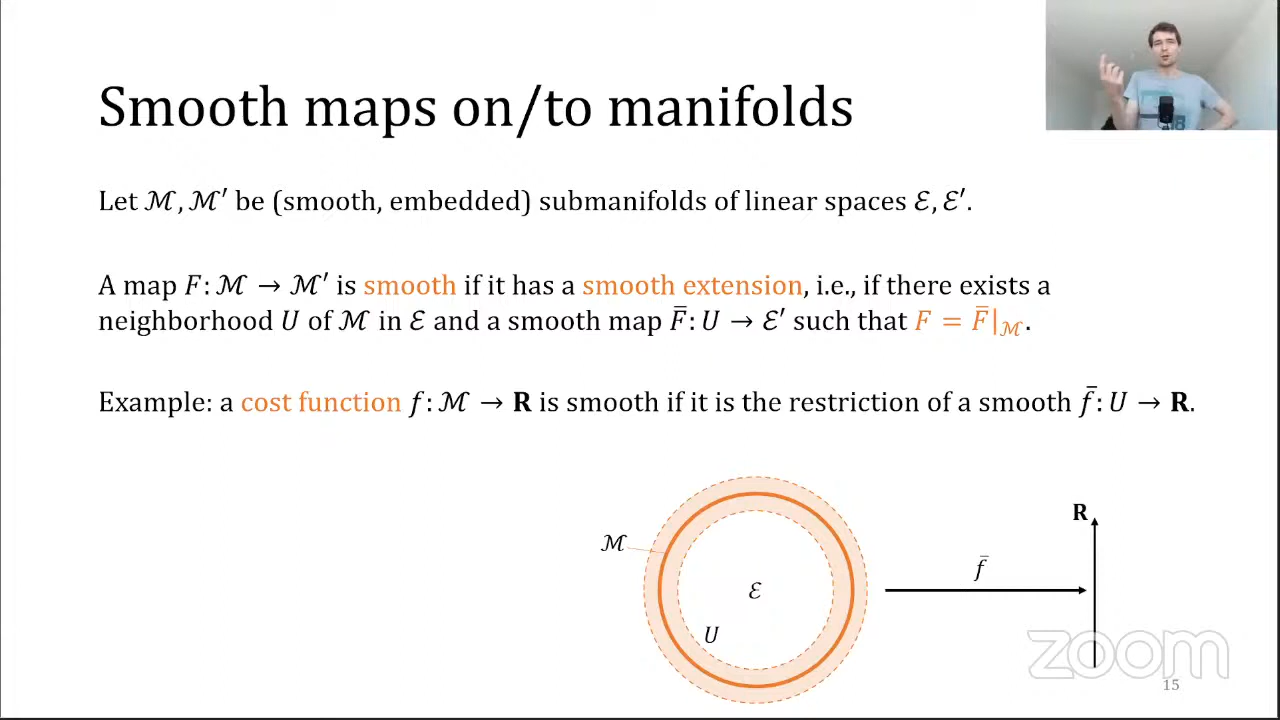 Smooth maps on/to manifolds
Let ℳ, ℳ′ be (smooth, embedded) submanifolds of linear spaces ℰ, ℰ′.
A map F: ℳ → ℳ′ is smooth if it has a smooth extension, i.e., if there exists a
neighborhood U of ℳ in ℰ and a smooth map F̄: U → ℰ′ such that F = F̄|ℳ.
Example: a cost function f: ℳ → R is smooth if it is the restriction of a smooth f̄: U → R.
R
ℳ
f̄
ℰ
U
zoom
15